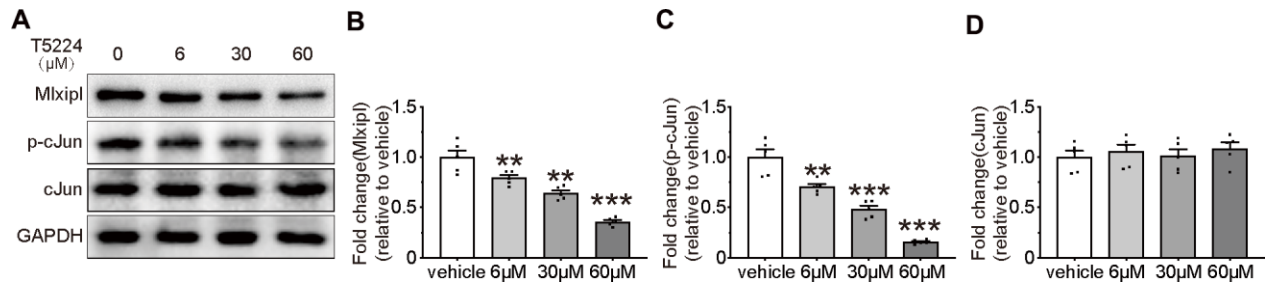 A
T5224
(μM)
0 6 30 60
Mlxipl
p-cJun
cJun
GAPDH
B
Fold change(Mlxipl)
(relative to vehicle)
1.5
1.0
0.5
0
** ** ***
vehicle 6μM 30μM 60μM
C
Fold change(p-cJun)
(relative to vehicle)
1.5
1.0
0.5
0
** *** ***
vehicle 6μM 30μM 60μM
D
Fold change(cJun)
(relative to vehicle)
1.5
1.0
0.5
0
vehicle 6μM 30μM 60μM